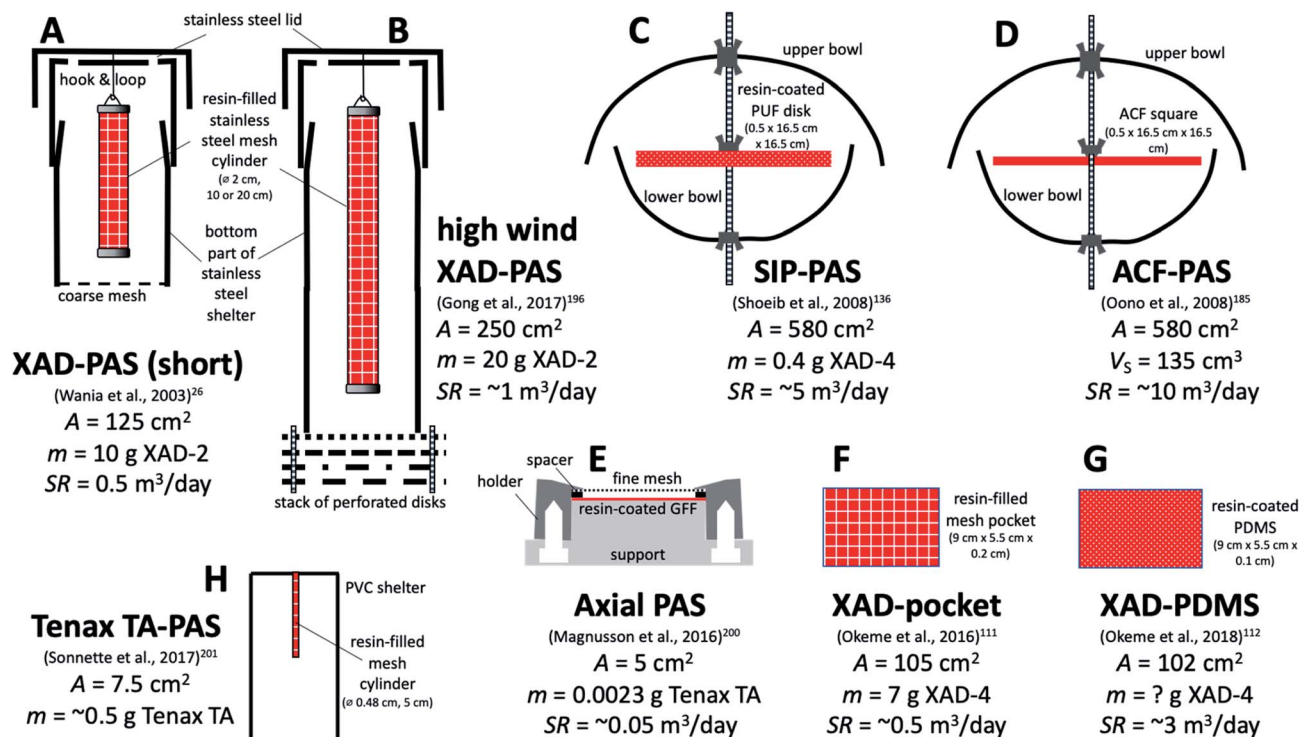 A
stainless steel lid
B
hook & loop
resin-filled
stainless
steel mesh
cylinder
(ø 2 cm,
10 or 20 cm)
bottom
part of
stainless
steel
shelter
coarse mesh
XAD-PAS (short)
(Wania et al., 2003)26
A = 125 cm2
m = 10 g XAD-2
SR = 0.5 m3/day
stack of perforated disks
high wind
XAD-PAS
(Gong et al., 2017)196
A = 250 cm2
m = 20 g XAD-2
SR = ~1 m3/day
C
upper bowl
resin-coated
PUF disk
(0.5 x 16.5 cm
x 16.5 cm)
lower bowl
SIP-PAS
(Shoeib et al., 2008)136
A = 580 cm2
m = 0.4 g XAD-4
SR = ~5 m3/day
D
upper bowl
ACF square
(0.5 x 16.5 cm x 16.5
cm)
lower bowl
ACF-PAS
(Oono et al., 2008)185
A = 580 cm2
VS = 135 cm3
SR = ~10 m3/day
E
spacer
holder
fine mesh
resin-coated GFF
support
Axial PAS
(Magnusson et al., 2016)200
A = 5 cm2
m = 0.0023 g Tenax TA
SR = ~0.05 m3/day
F
resin-filled
mesh pocket
(9 cm x 5.5 cm x
0.2 cm)
XAD-pocket
(Okeme et al., 2016)111
A = 105 cm2
m = 7 g XAD-4
SR = ~0.5 m3/day
G
resin-coated
PDMS
(9 cm x 5.5 cm x
0.1 cm)
XAD-PDMS
(Okeme et al., 2018)112
A = 102 cm2
m = ? g XAD-4
SR = ~3 m3/day
H
PVC shelter
resin-filled
mesh
cylinder
(ø 0.48 cm, 5 cm)
Tenax TA-PAS
(Sonnette et al., 2017)201
A = 7.5 cm2
m = ~0.5 g Tenax TA